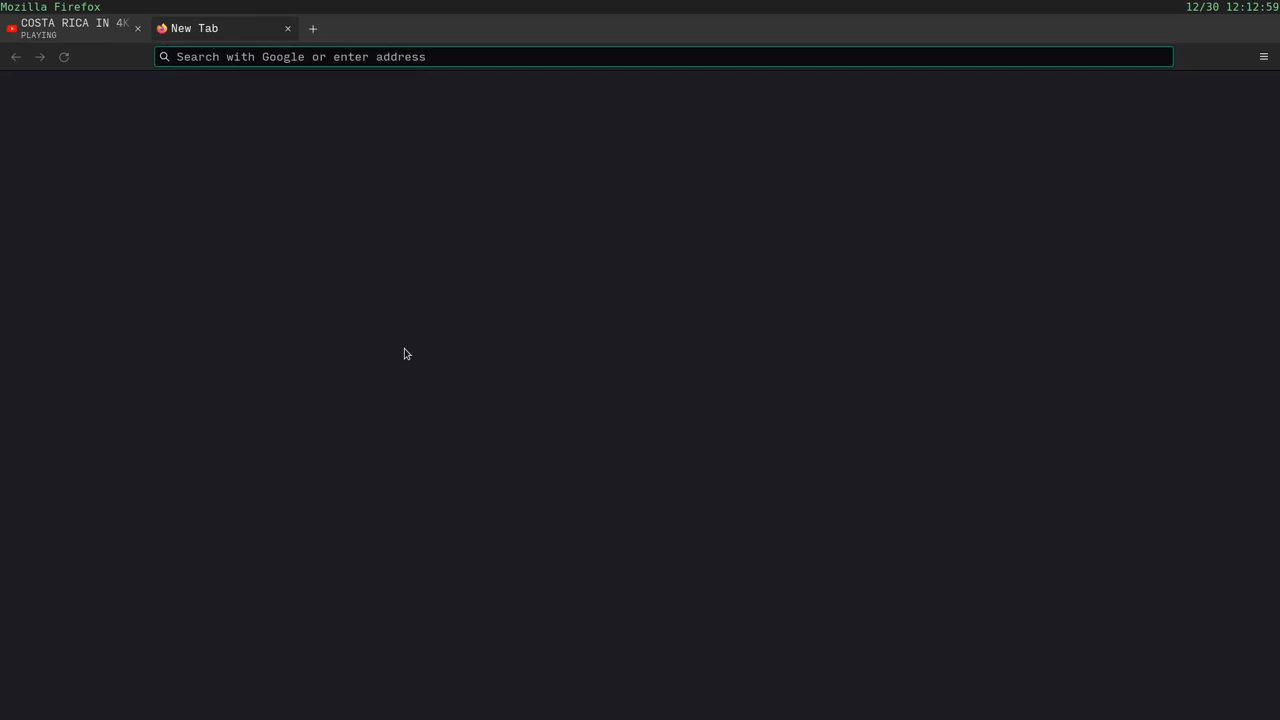 Mozilla Firefox
12/30 12:12:59
COSTA RICA IN 4K
PLAYING
New Tab
Search with Google or enter address